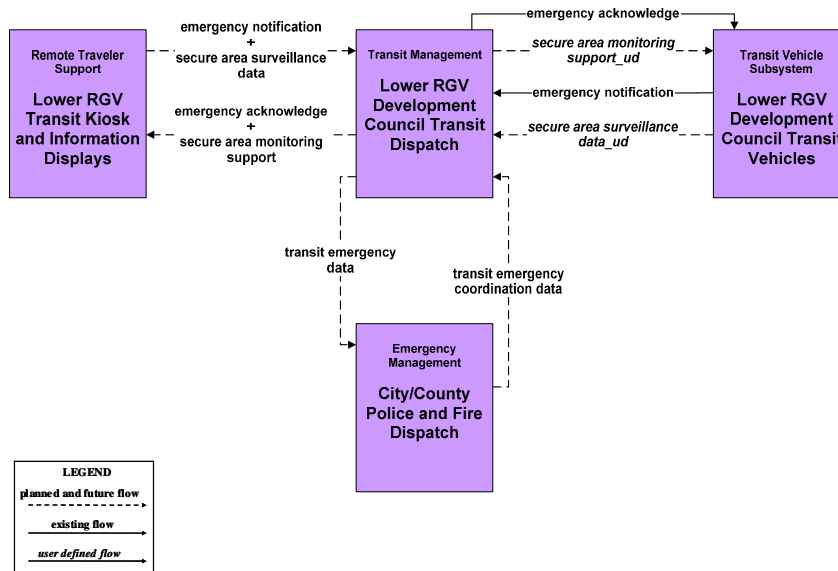 emergency acknowledge
emergency notification
+
secure area surveillance
data
Remote Traveler
Support
Lower RGV
Transit Kiosk
and Information
Displays
emergency acknowledge
+
secure area monitoring
support
Transit Management
Lower RGV
Development
Council Transit
Dispatch
secure area monitoring
support_ud
emergency notification
secure area surveillance
data_ud
Transit Vehicle
Subsystem
Lower RGV
Development
Council Transit
Vehicles
transit emergency
data
transit emergency
coordination data
Emergency
Management
City/County
Police and Fire
Dispatch
LEGEND
planned and future flow
existing flow
user defined flow